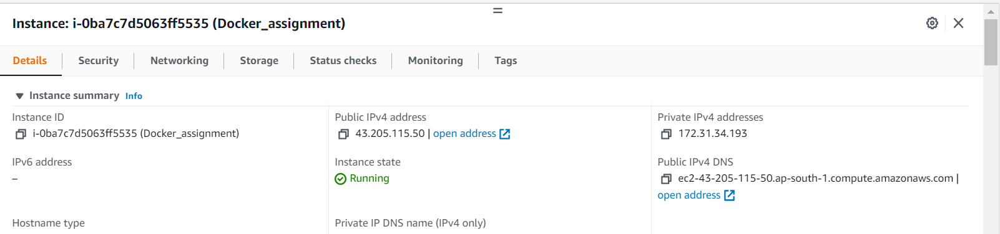 Instance: i-0ba7c7d5063ff5535 (Docker_assignment)
Details Security Networking Storage Status checks Monitoring Tags
Instance summary Info
Instance ID
i-0ba7c7d5063ff5535 (Docker_assignment)
Public IPv4 address
43.205.115.50 | open address
Private IPv4 addresses
172.31.34.193
IPv6 address
–
Instance state
Running
Public IPv4 DNS
ec2-43-205-115-50.ap-south-1.compute.amazonaws.com |
open address
Hostname type
Private IP DNS name (IPv4 only)